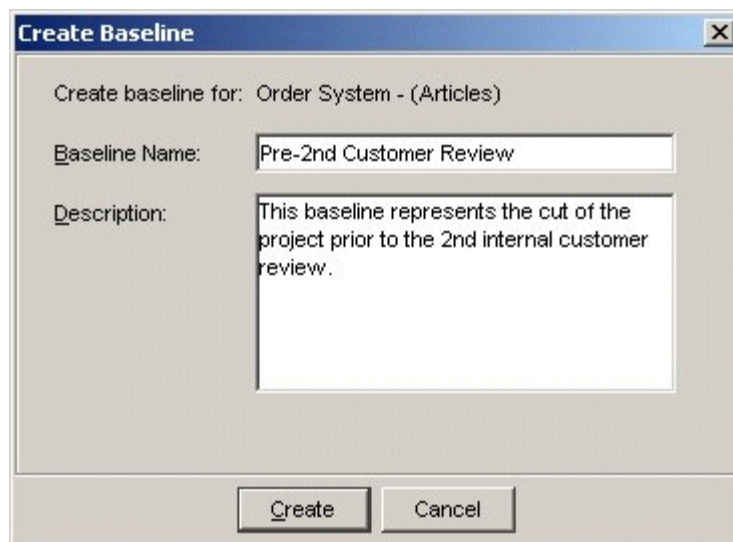 Create Baseline
Create baseline for: Order System - (Articles)
Baseline Name: Pre-2nd Customer Review
Description: This baseline represents the cut of the
project prior to the 2nd internal customer
review.
Create Cancel